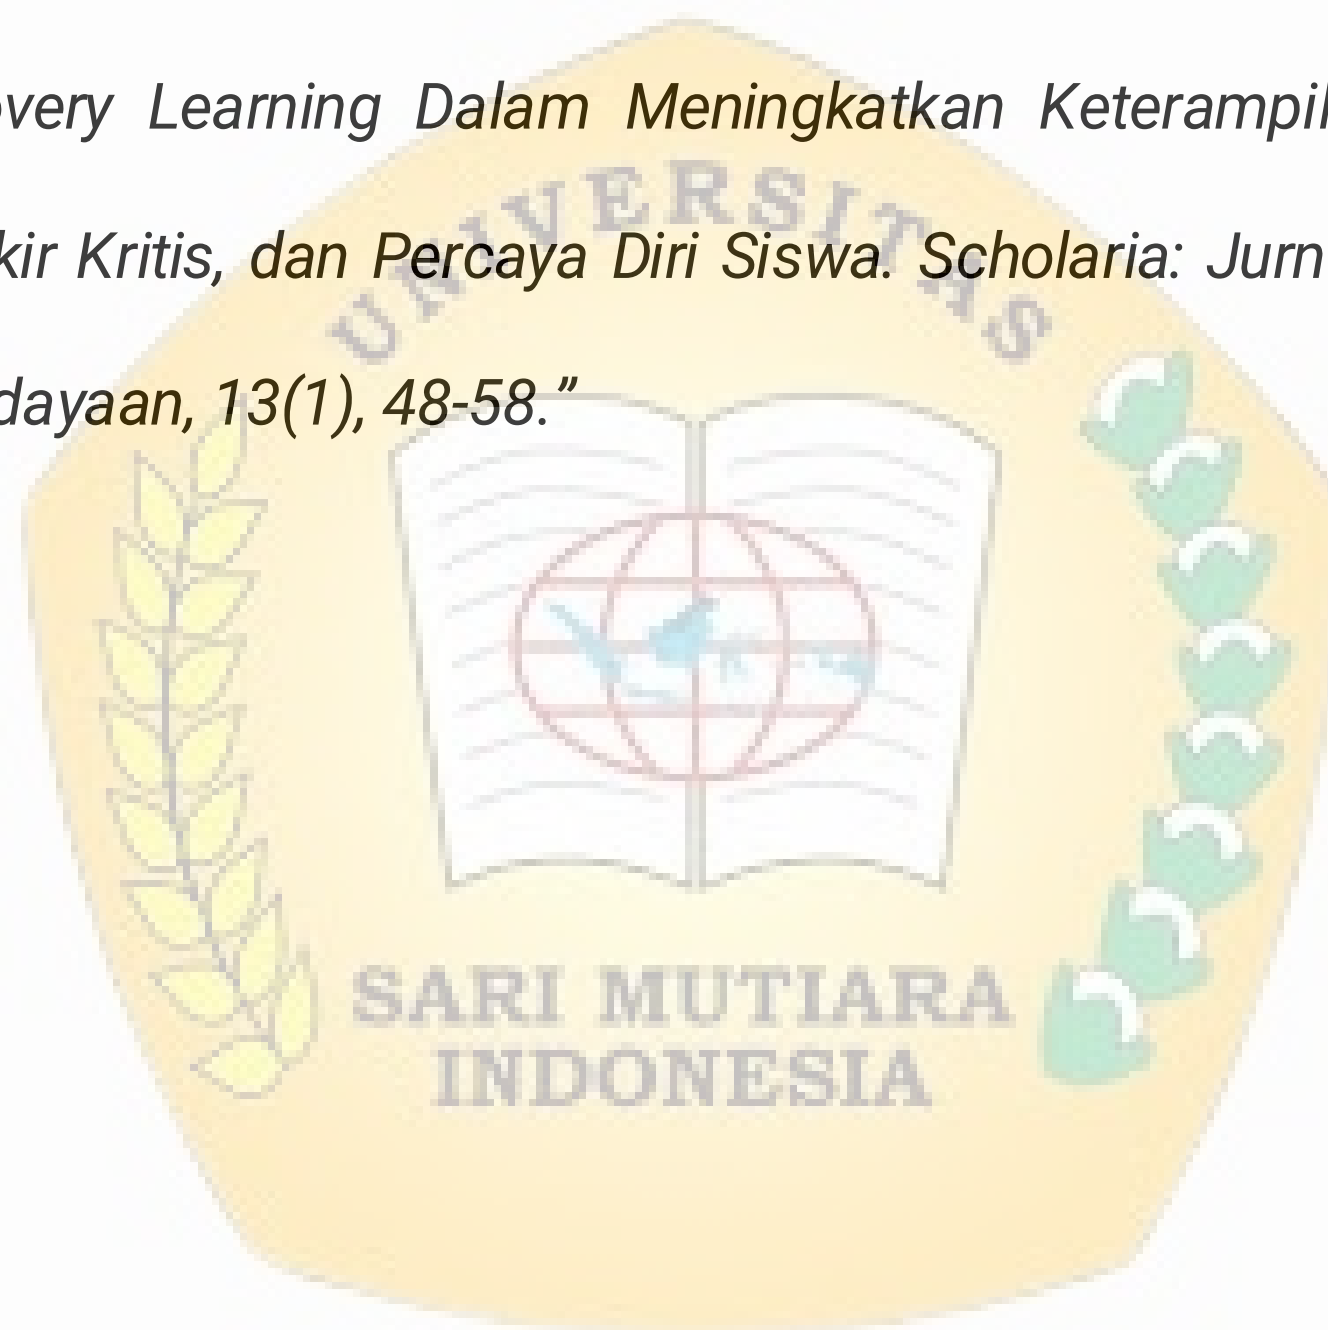 overy Learning Dalam Meningkatkan Keterampil
kir Kritis, dan Percaya Diri Siswa. Scholaria: Jurn
dayaan, 13(1), 48-58.”
UNIVERSITAS
SARI MUTIARA
INDONESIA